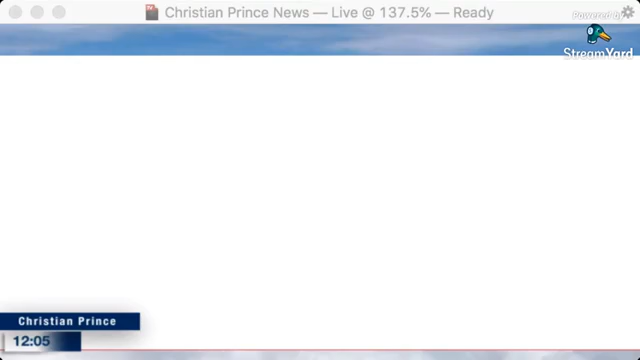 Christian Prince News — Live @ 137.5% — Ready
Powered by
StreamYard
Christian Prince
12:05